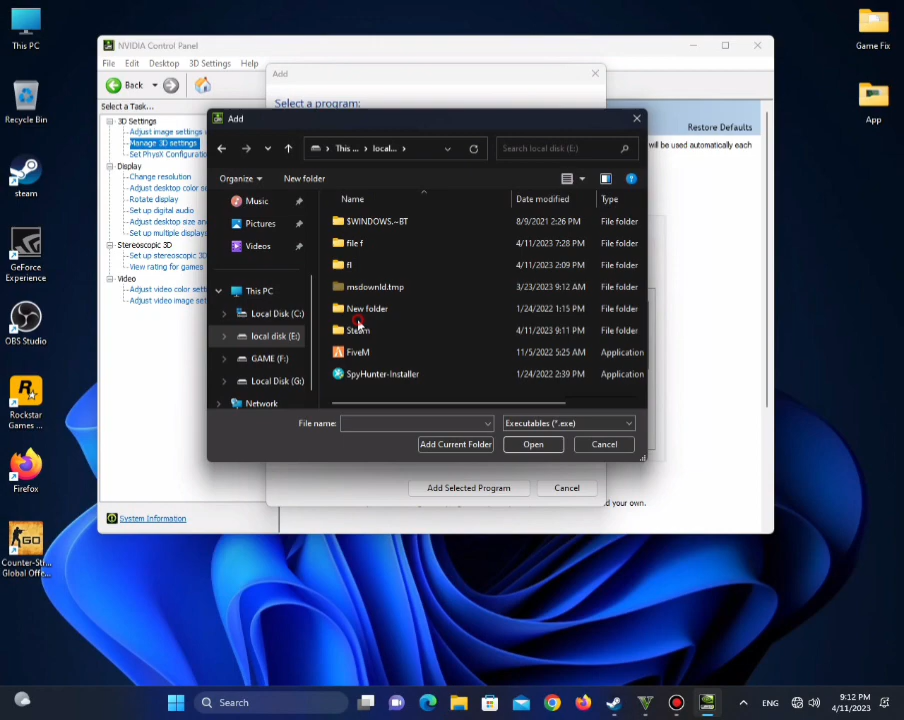 This PC
Recycle Bin
steam
GeForce
Experience
OBS Studio
Rockstar
Games ...
Firefox
Counter-Str...
Global Offe...
Game Fix
App
NVIDIA Control Panel
File Edit Desktop 3D Settings Help
Back
Select a Task...
3D Settings
Adjust image settings
Manage 3D settings
Set PhysX Configuratio
Display
Change resolution
Adjust desktop color se
Rotate display
Set up digital audio
Adjust desktop size an
Set up multiple displays
Stereoscopic 3D
Set up stereoscopic 3D
View rating for games
Video
Adjust video color setti
Adjust video image set
System Information
Restore Defaults
will be used automatically each
d your own.
Add
Select a program:
Add Selected Program Cancel
Add
This ... > local... >
Search local disk (E:)
Organize New folder
Name Date modified Type
Music
Pictures
Videos
This PC
Local Disk (C:)
local disk (E:)
GAME (F:)
Local Disk (G:)
Network
$WINDOWS.~BT 8/9/2021 2:26 PM File folder
file f 4/11/2023 7:28 PM File folder
fl 4/11/2023 2:09 PM File folder
msdownld.tmp 3/23/2023 9:12 AM File folder
New folder 1/24/2022 1:15 PM File folder
Steam 4/11/2023 9:11 PM File folder
FiveM 11/5/2022 5:25 AM Application
SpyHunter-Installer 1/24/2022 2:39 PM Application
File name: Executables (*.exe)
Add Current Folder Open Cancel
Search
ENG
9:12 PM
4/11/2023